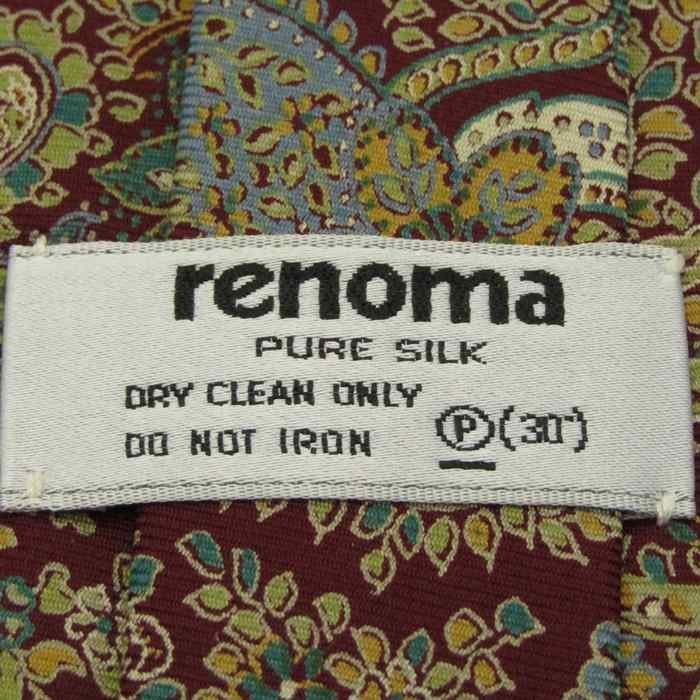 renoma
PURE SILK
DRY CLEAN ONLY
DO NOT IRON P (30°)